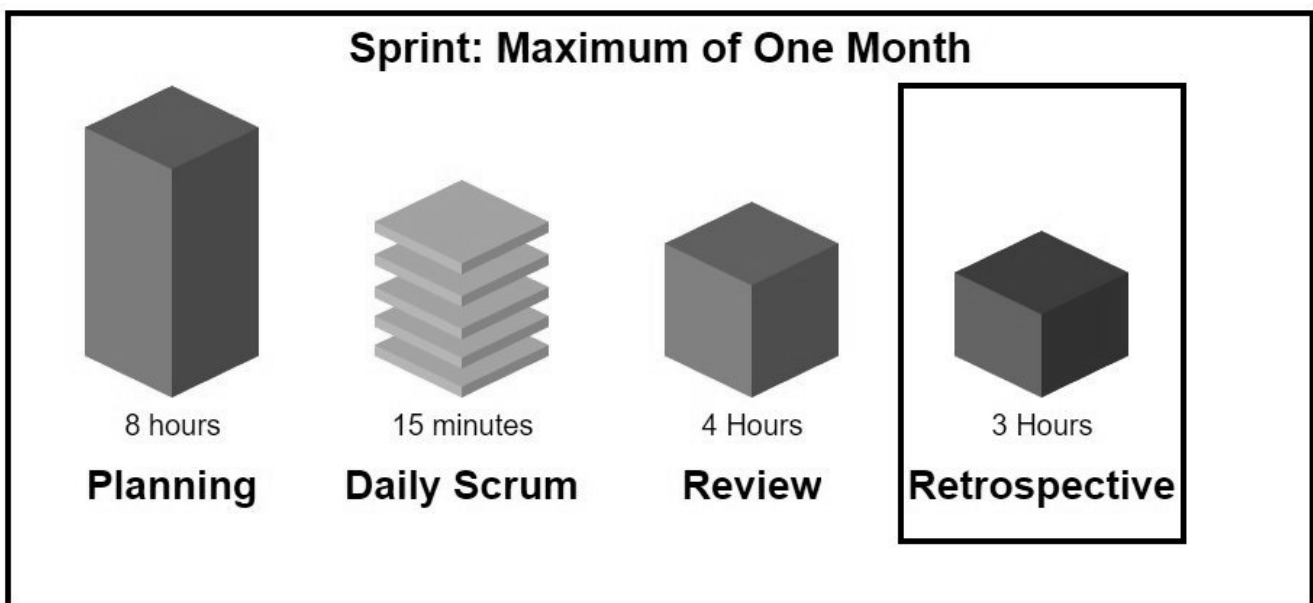 Sprint: Maximum of One Month
8 hours
15 minutes
4 Hours
3 Hours
Planning
Daily Scrum
Review
Retrospective